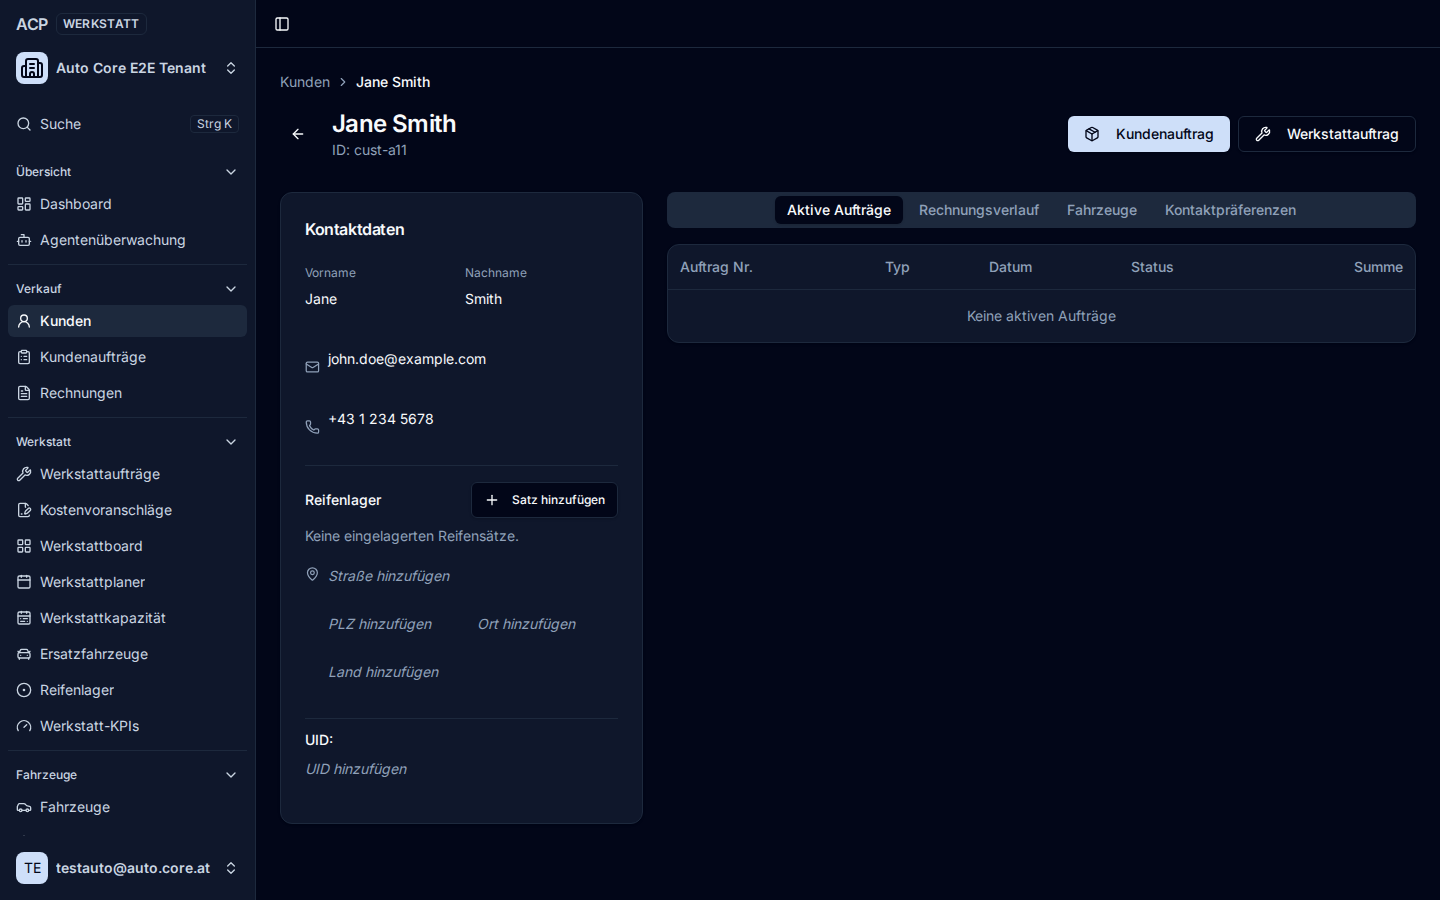 ACP WERKSTATT
Auto Core E2E Tenant
Suche Strg K
Übersicht
Dashboard
Agentenüberwachung
Verkauf
Kunden
Kundenaufträge
Rechnungen
Werkstatt
Werkstattaufträge
Kostenvoranschläge
Werkstattboard
Werkstattplaner
Werkstattkapazität
Ersatzfahrzeuge
Reifenlager
Werkstatt-KPIs
Fahrzeuge
Fahrzeuge
TE testauto@auto.core.at
Kunden Jane Smith
Jane Smith
ID: cust-a11
Kundenauftrag Werkstattauftrag
Kontaktdaten
Vorname Nachname
Jane Smith
john.doe@example.com
+43 1 234 5678
Reifenlager Satz hinzufügen
Keine eingelagerten Reifensätze.
Straße hinzufügen
PLZ hinzufügen Ort hinzufügen
Land hinzufügen
UID:
UID hinzufügen
Aktive Aufträge Rechnungsverlauf Fahrzeuge Kontaktpräferenzen
Auftrag Nr. Typ Datum Status Summe
Keine aktiven Aufträge